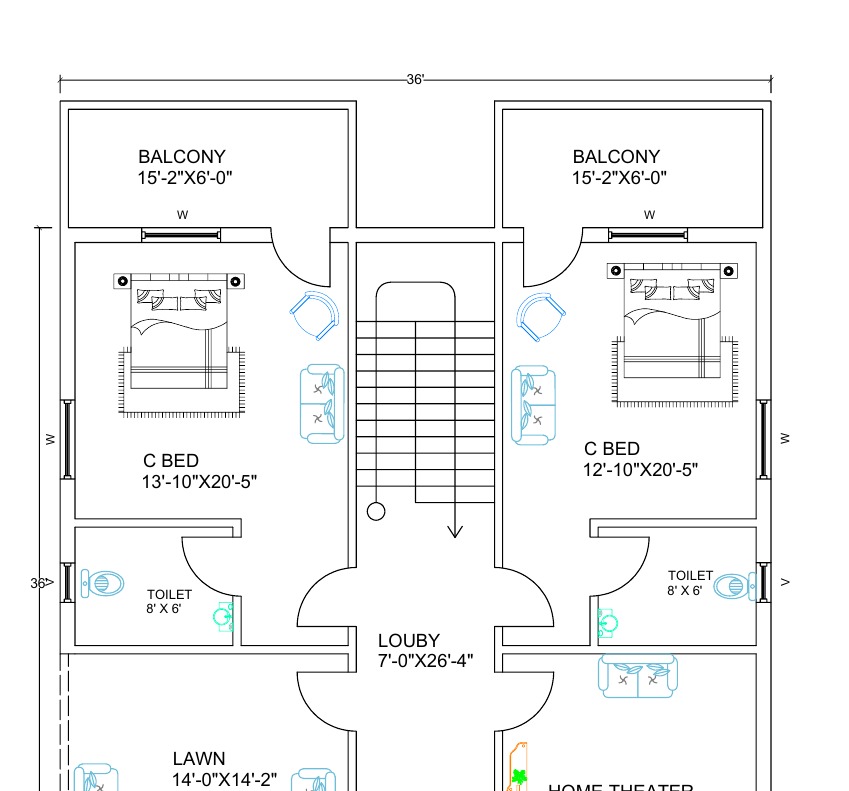 36'
BALCONY
15'-2"X6'-0"
BALCONY
15'-2"X6'-0"
W
W
C BED
13'-10"X20'-5"
C BED
12'-10"X20'-5"
W
W
TOILET
8' X 6'
TOILET
8' X 6'
36'
V
V
LOUBY
7'-0"X26'-4"
LAWN
14'-0"X14'-2"
HOME THEATER